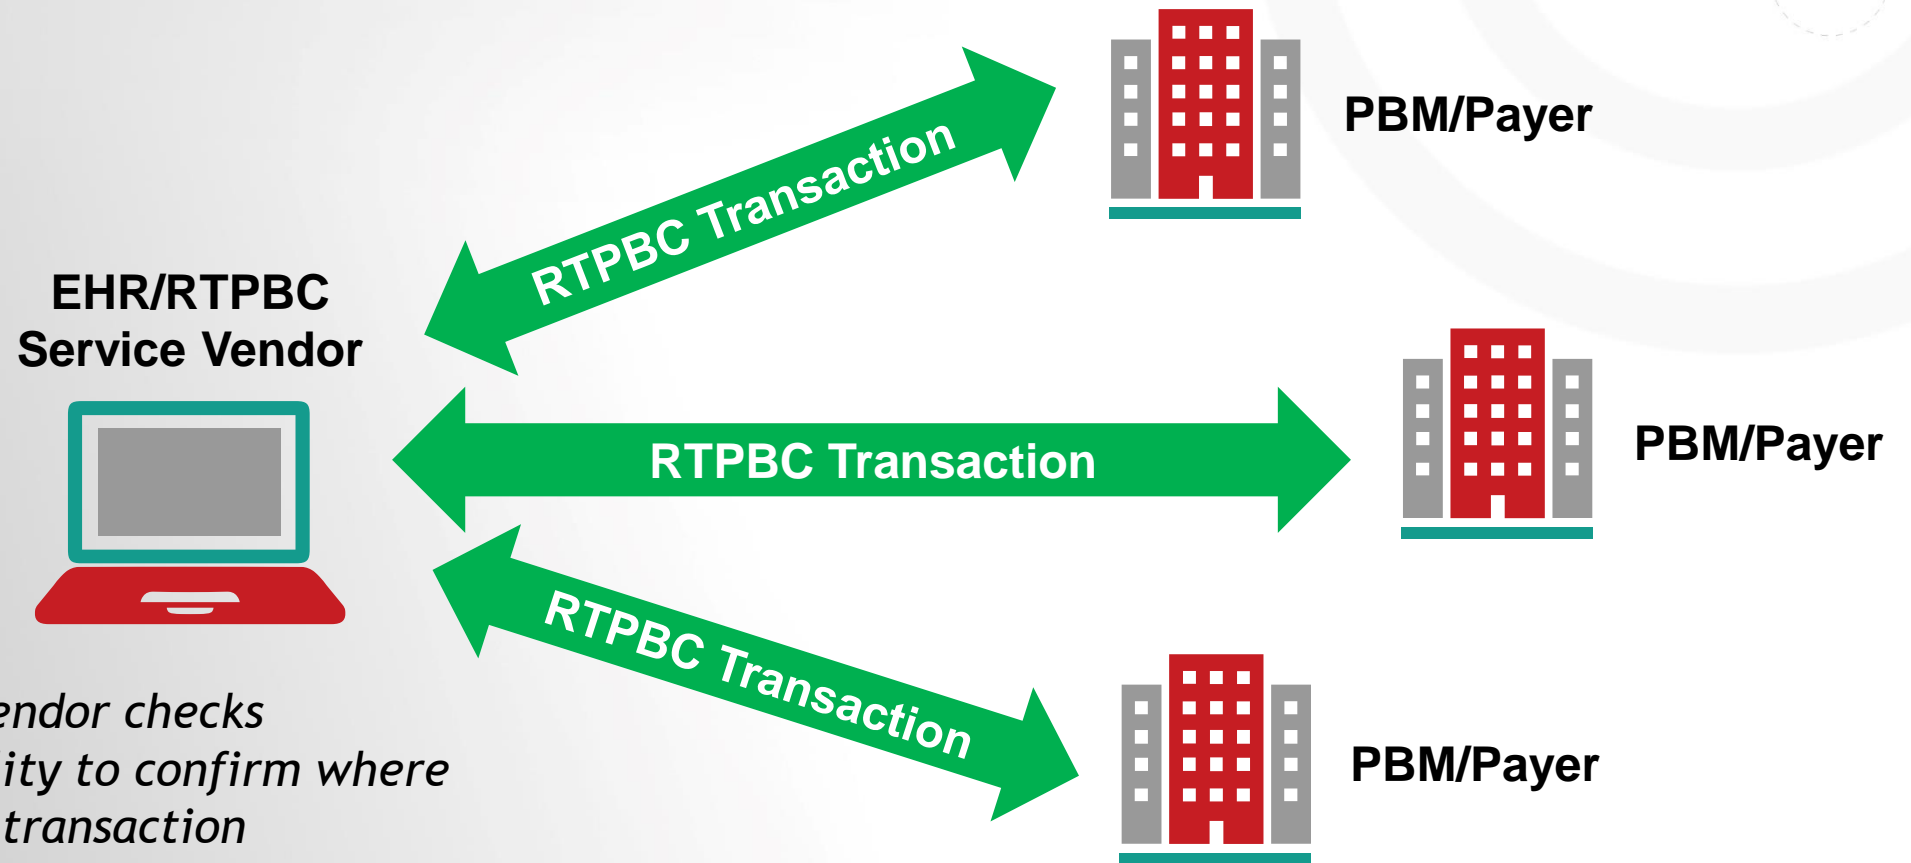 PBM/Payer
RTPBC Transaction
EHR/RTPBC
Service Vendor
RTPBC Transaction
PBM/Payer
RTPBC Transaction
PBM/Payer
checks
to confirm where
transaction